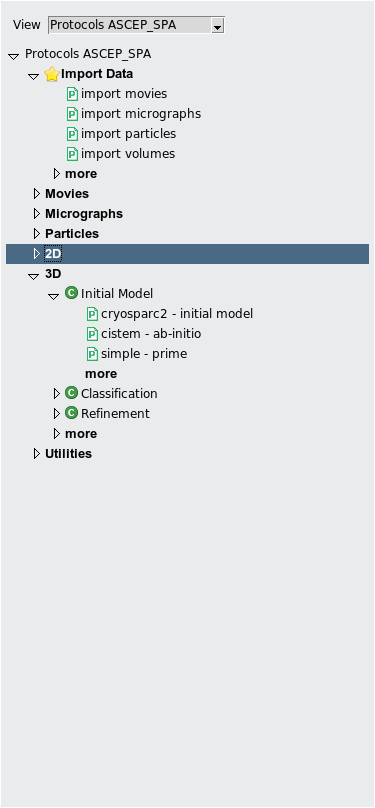 View Protocols ASCEP_SPA
Protocols ASCEP_SPA
Import Data
P import movies
P import micrographs
P import particles
P import volumes
more
Movies
Micrographs
Particles
2D
3D
C Initial Model
P cryosparc2 - initial model
P cistem - ab-initio
P simple - prime
more
C Classification
C Refinement
more
Utilities